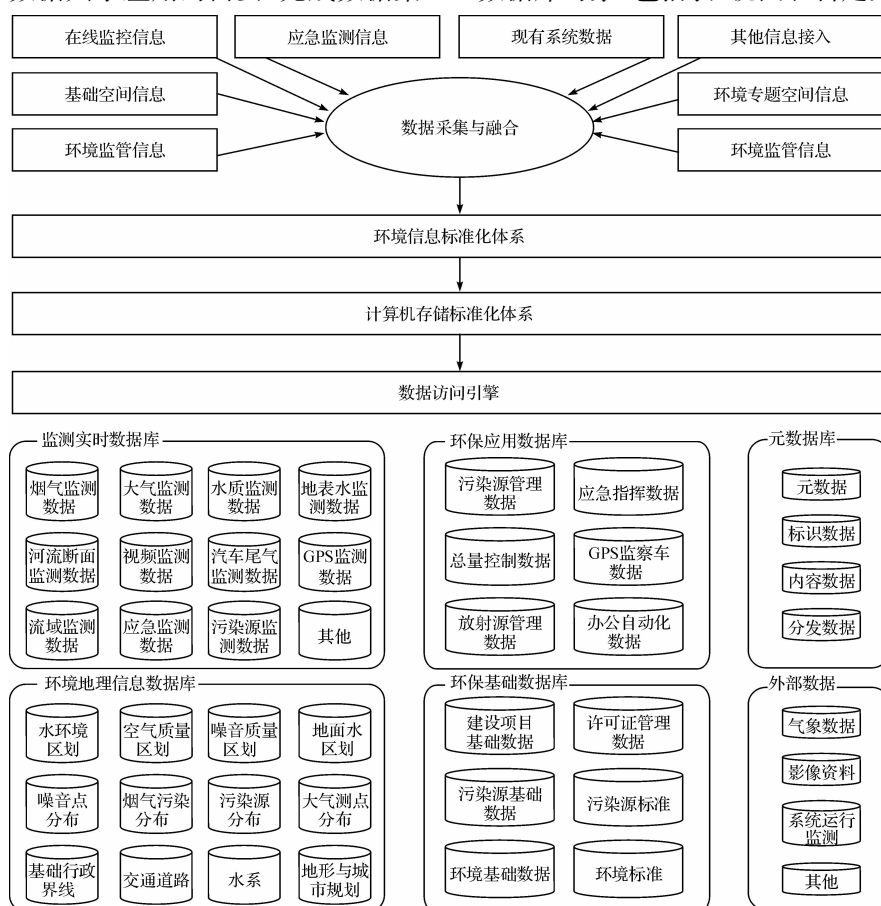 在线监控信息
应急监测信息
现有系统数据
其他信息接入
基础空间信息
环境专题空间信息
环境监管信息
数据采集与融合
环境监管信息
环境信息标准化体系
计算机存储标准化体系
数据访问引擎
监测实时数据库
烟气监测
数据
大气监测
数据
水质监测
数据
地表水监
测数据
河流断面
监测数据
视频监测
数据
汽车尾气
监测数据
GPS监测
数据
流域监测
数据
应急监测
数据
污染源监
测数据
其他
环保应用数据库
污染源管理
数据
应急指挥数据
总量控制数据
GPS监察车
数据
放射源管理
数据
办公自动化
数据
元数据库
元数据
标识数据
内容数据
分发数据
环境地理信息数据库
水环境
区划
空气质量
区划
噪音质量
区划
地面水
区划
噪音点
分布
烟气污染
分布
污染源
分布
大气测点
分布
基础行政
界线
交通道路
水系
地形与城
市规划
环保基础数据库
建设项目
基础数据
许可证管理
数据
污染源基础
数据
污染源标准
环境基础数据
环境标准
外部数据
气象数据
影像资料
系统运行
监测
其他